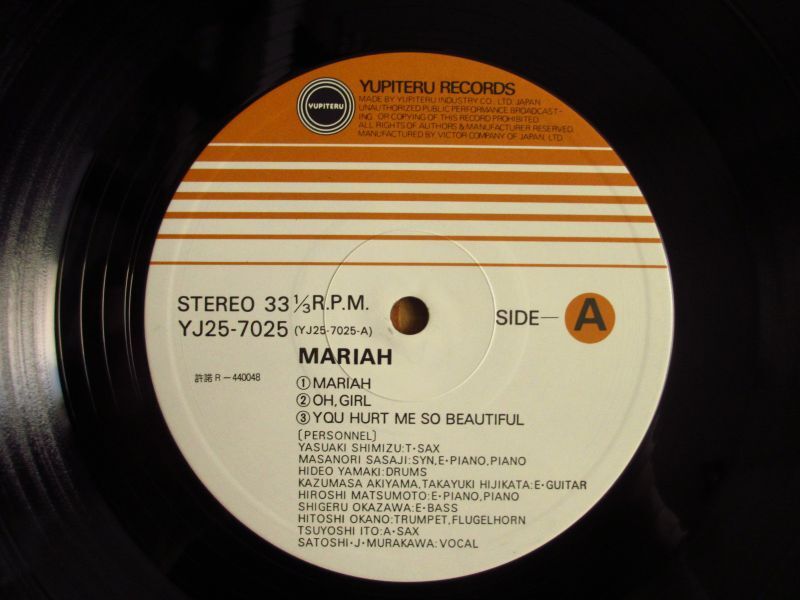 YUPITERU
YUPITERU RECORDS
MADE BY YUPITERU INDUSTRY CO., LTD. JAPAN
UNAUTHORIZED PUBLIC PERFORMANCE BROADCAST-
ING OR COPYING OF THIS RECORD PROHIBITED
ALL RIGHTS OF AUTHORS & MANUFACTURER RESERVED
MANUFACTURED BY VICTOR COMPANY OF JAPAN, LTD.
STEREO 33 1/3 R.P.M.
YJ25-7025 (YJ25-7025-A)
SIDE—A
MARIAH
許諾 R-440048
①MARIAH
②OH, GIRL
③YOU HURT ME SO BEAUTIFUL
(PERSONNEL)
YASUAKI SHIMIZU:T・SAX
MASANORI SASAJI:SYN,E・PIANO,PIANO
HIDEO YAMAKI:DRUMS
KAZUMASA AKIYAMA,TAKAYUKI HIJIKATA:E・GUITAR
HIROSHI MATSUMOTO:E・PIANO,PIANO
SHIGERU OKAZAWA:E・BASS
HITOSHI OKANO:TRUMPET,FLUGELHORN
TSUYOSHI ITO:A・SAX
SATOSHI・J・MURAKAWA:VOCAL